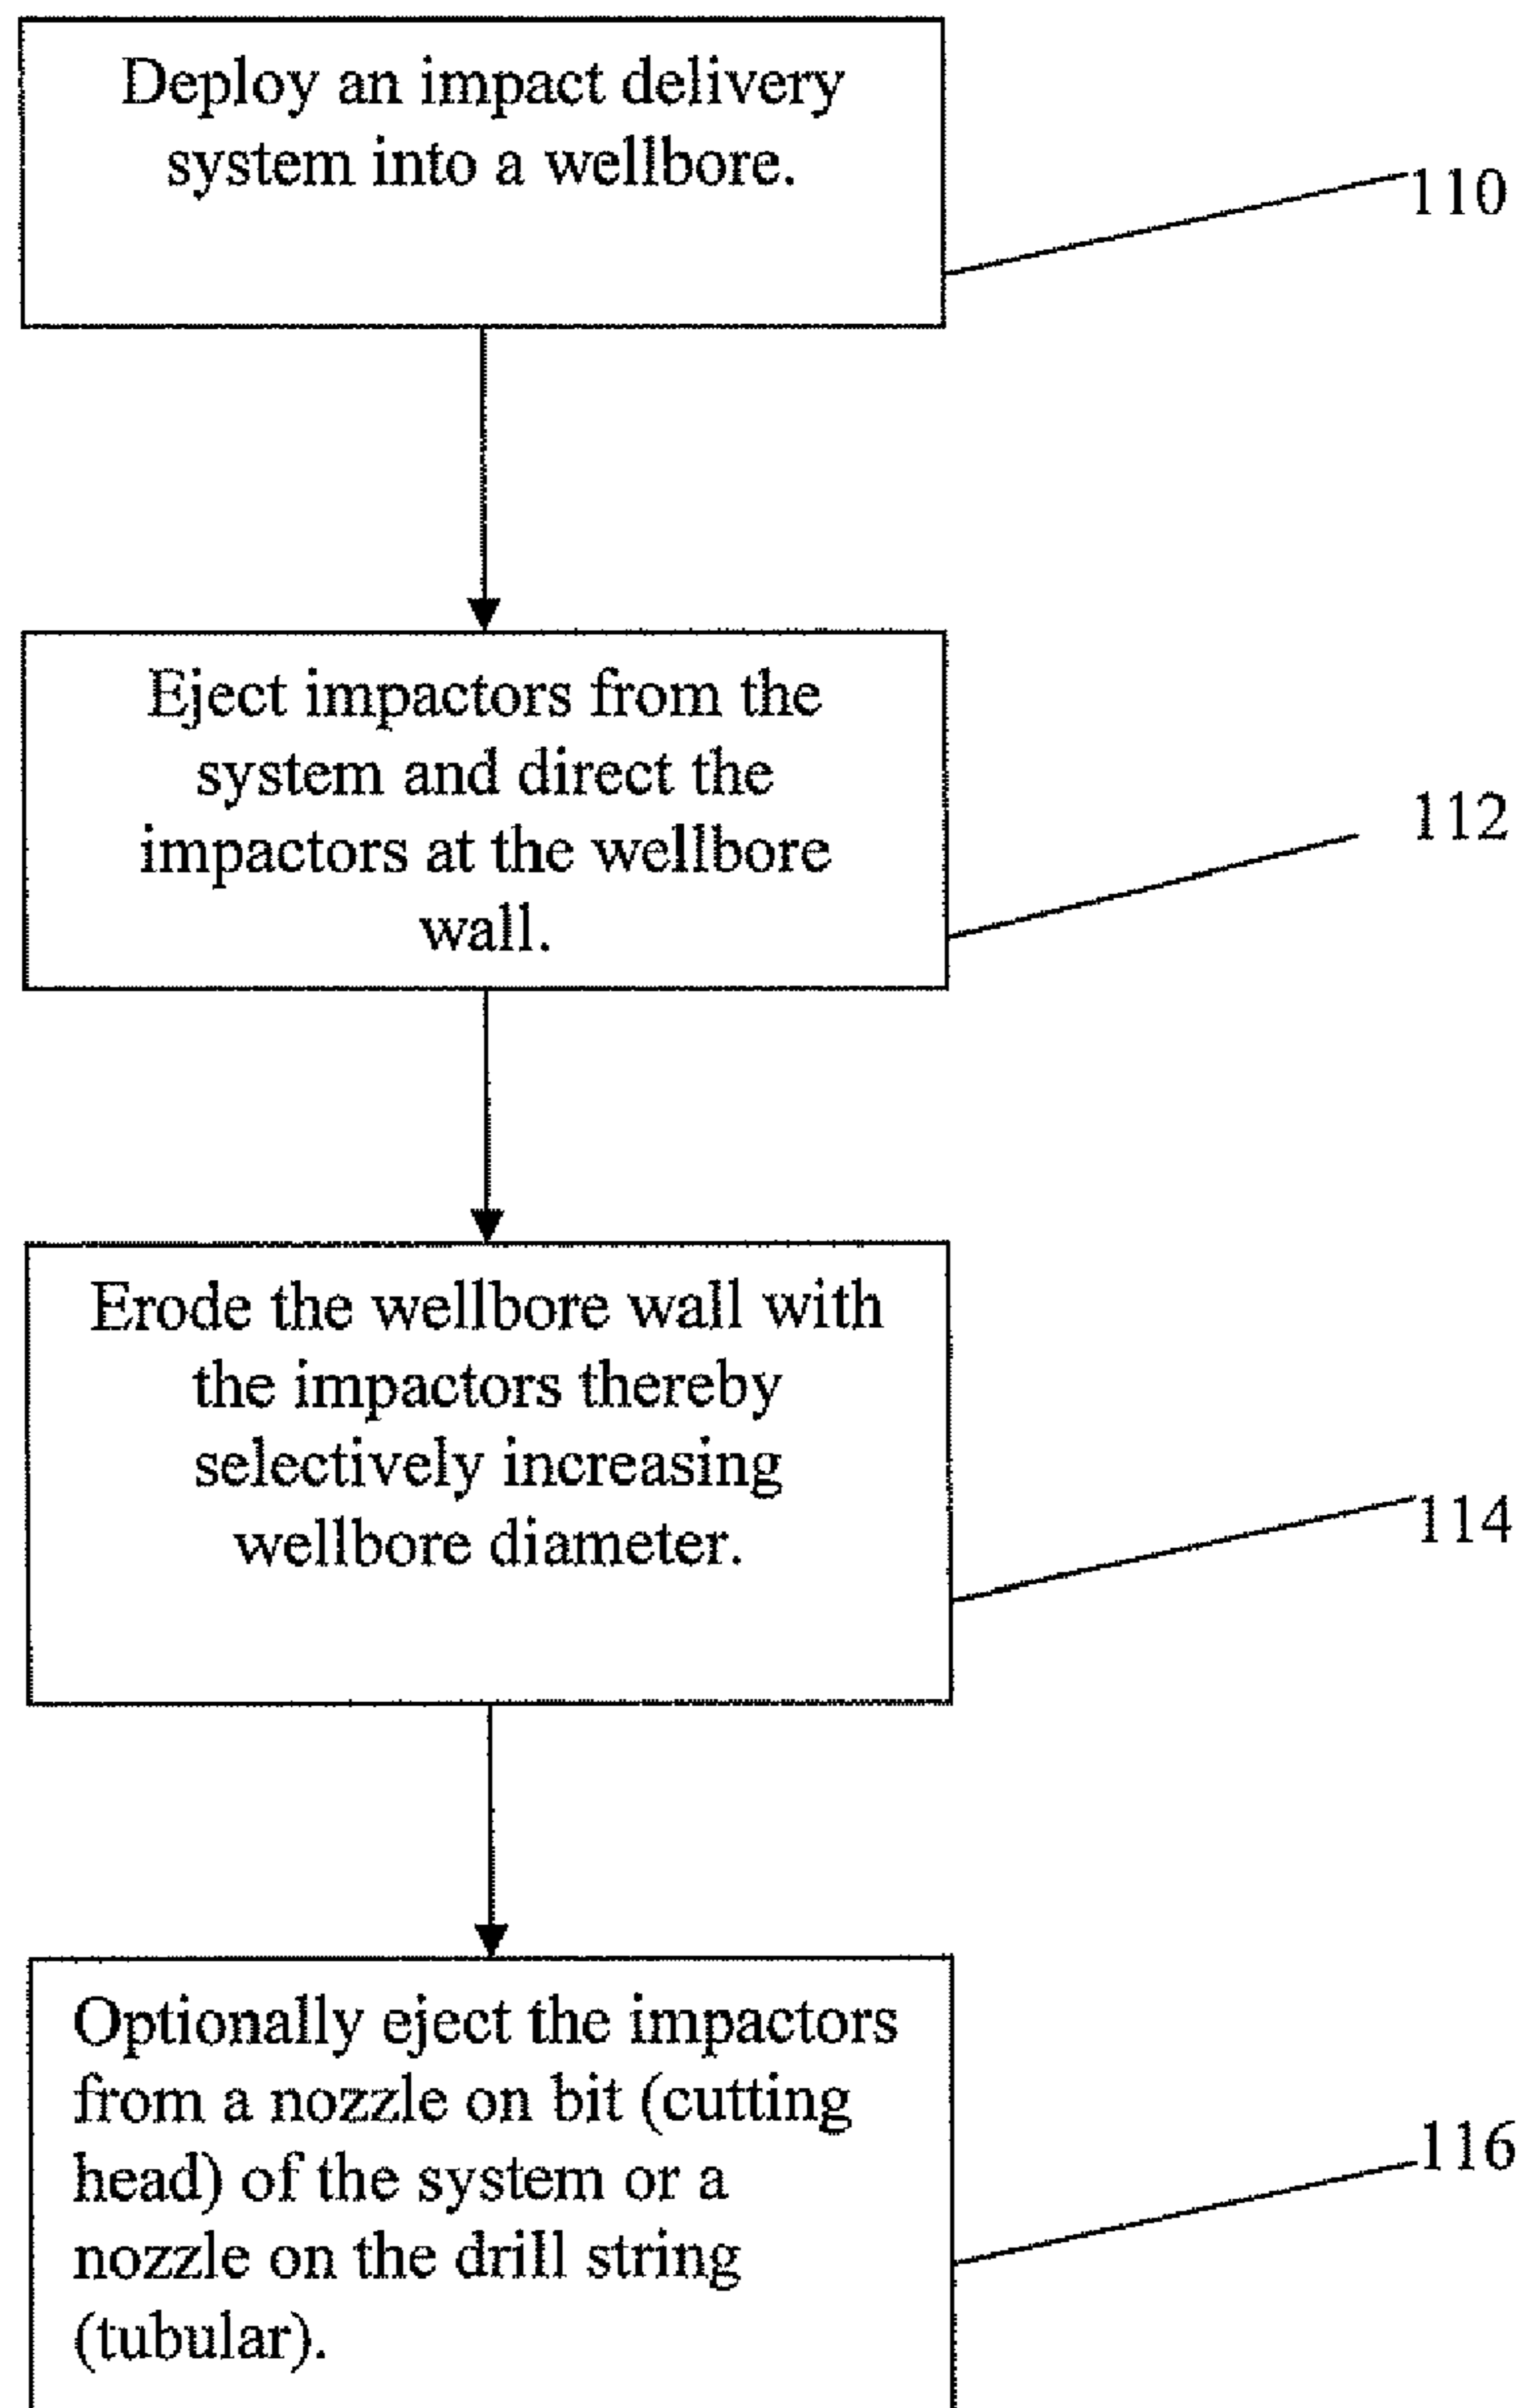 Deploy an impact delivery
system into a wellbore.
110
Eject impactors from the
system and direct the
impactors at the wellbore
wall.
112
Erode the wellbore wall with
the impactors thereby
selectively increasing
wellbore diameter.
114
Optionally eject the impactors
from a nozzle on bit (cutting
head) of the system or a
nozzle on the drill string
(tubular).
116